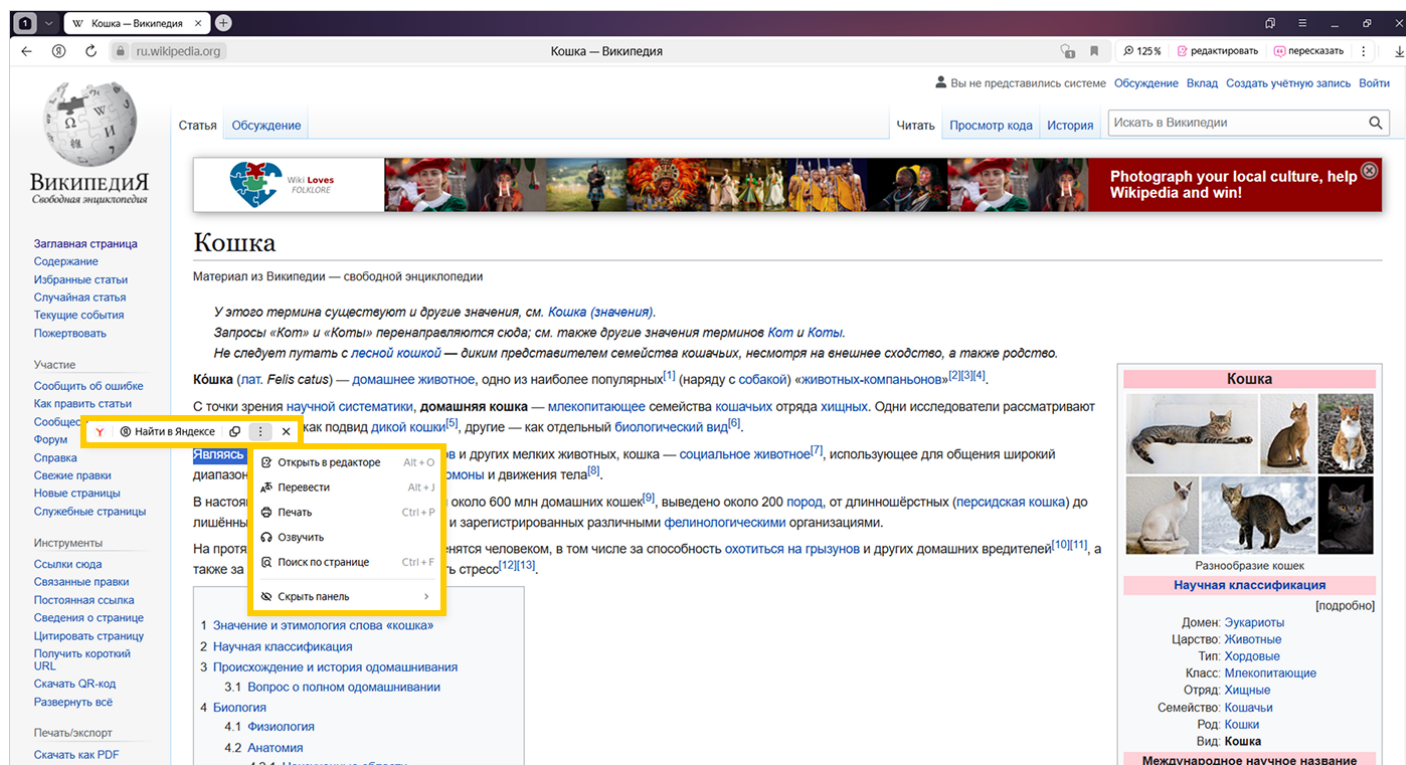 1
Кошка — Википедия
ru.wikipedia.org
Кошка — Википедия
125 %
редактировать
пересказать
Вы не представились системе Обсуждение Вклад Создать учётную запись Войти
Статья Обсуждение
Читать Просмотр кода История
Искать в Википедии
ВИКИПЕДИЯ
Свободная энциклопедия
Wiki Loves
FOLKLORE
Photograph your local culture, help
Wikipedia and win!
Заглавная страница
Содержание
Избранные статьи
Случайная статья
Текущие события
Пожертвовать
Участие
Сообщить об ошибке
Как править статьи
Форум
Справка
Свежие правки
Новые страницы
Служебные страницы
Инструменты
Ссылки сюда
Связанные правки
Постоянная ссылка
Сведения о странице
Цитировать страницу
Получить короткий
URL
Скачать QR-код
Развернуть всё
Печать/экспорт
Скачать как PDF
Кошка
Материал из Википедии — свободной энциклопедии
У этого термина существуют и другие значения, см. Кошка (значения).
Запросы «Кот» и «Коты» перенаправляются сюда; см. также другие значения терминов Кот и Коты.
Не следует путать с лесной кошкой — диким представителем семейства кошачьих, несмотря на внешнее сходство, а также родство.
Ко́шка (лат. Felis catus) — домашнее животное, одно из наиболее популярных[1] (наряду с собакой) «животных-компаньонов»[2][3][4].
С точки зрения научной систематики, домашняя кошка — млекопитающее семейства кошачьих отряда хищных. Одни исследователи рассматривают
как подвид дикой кошки[5], другие — как отдельный биологический вид[6].
Являясь
и других мелких животных, кошка — социальное животное[7], использующее для общения широкий
и движения тела[8].
около 600 млн домашних кошек[9], выведено около 200 пород, от длинношёрстных (персидская кошка) до
и зарегистрированных различными фелинологическими организациями.
человеком, в том числе за способность охотиться на грызунов и других домашних вредителей[10][11], а
также за
стресс[12][13].
Y Найти в Яндексе
Открыть в редакторе Alt + O
Перевести Alt + J
Печать Ctrl + P
Озвучить
Поиск по странице Ctrl + F
Скрыть панель
1 Значение и этимология слова «кошка»
2 Научная классификация
3 Происхождение и история одомашнивания
3.1 Вопрос о полном одомашнивании
4 Биология
4.1 Физиология
4.2 Анатомия
Кошка
Разнообразие кошек
Научная классификация
[подробно]
Домен: Эукариоты
Царство: Животные
Тип: Хордовые
Класс: Млекопитающие
Отряд: Хищные
Семейство: Кошачьи
Род: Кошки
Вид: Кошка
Международное научное название